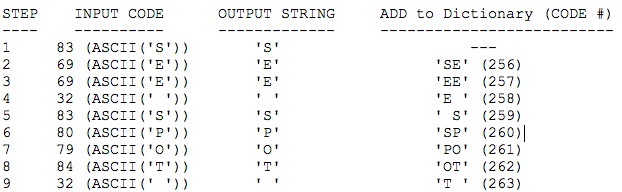 STEP INPUT CODE OUTPUT STRING ADD to Dictionary (CODE #)
---- ---------- ------------- --------------------------
1 83 (ASCII('S')) 'S' ---
2 69 (ASCII('E')) 'E' 'SE' (256)
3 69 (ASCII('E')) 'E' 'EE' (257)
4 32 (ASCII(' ')) ' ' 'E ' (258)
5 83 (ASCII('S')) 'S' ' S' (259)
6 80 (ASCII('P')) 'P' 'SP' (260)
7 79 (ASCII('O')) 'O' 'PO' (261)
8 84 (ASCII('T')) 'T' 'OT' (262)
9 32 (ASCII(' ')) ' ' 'T ' (263)